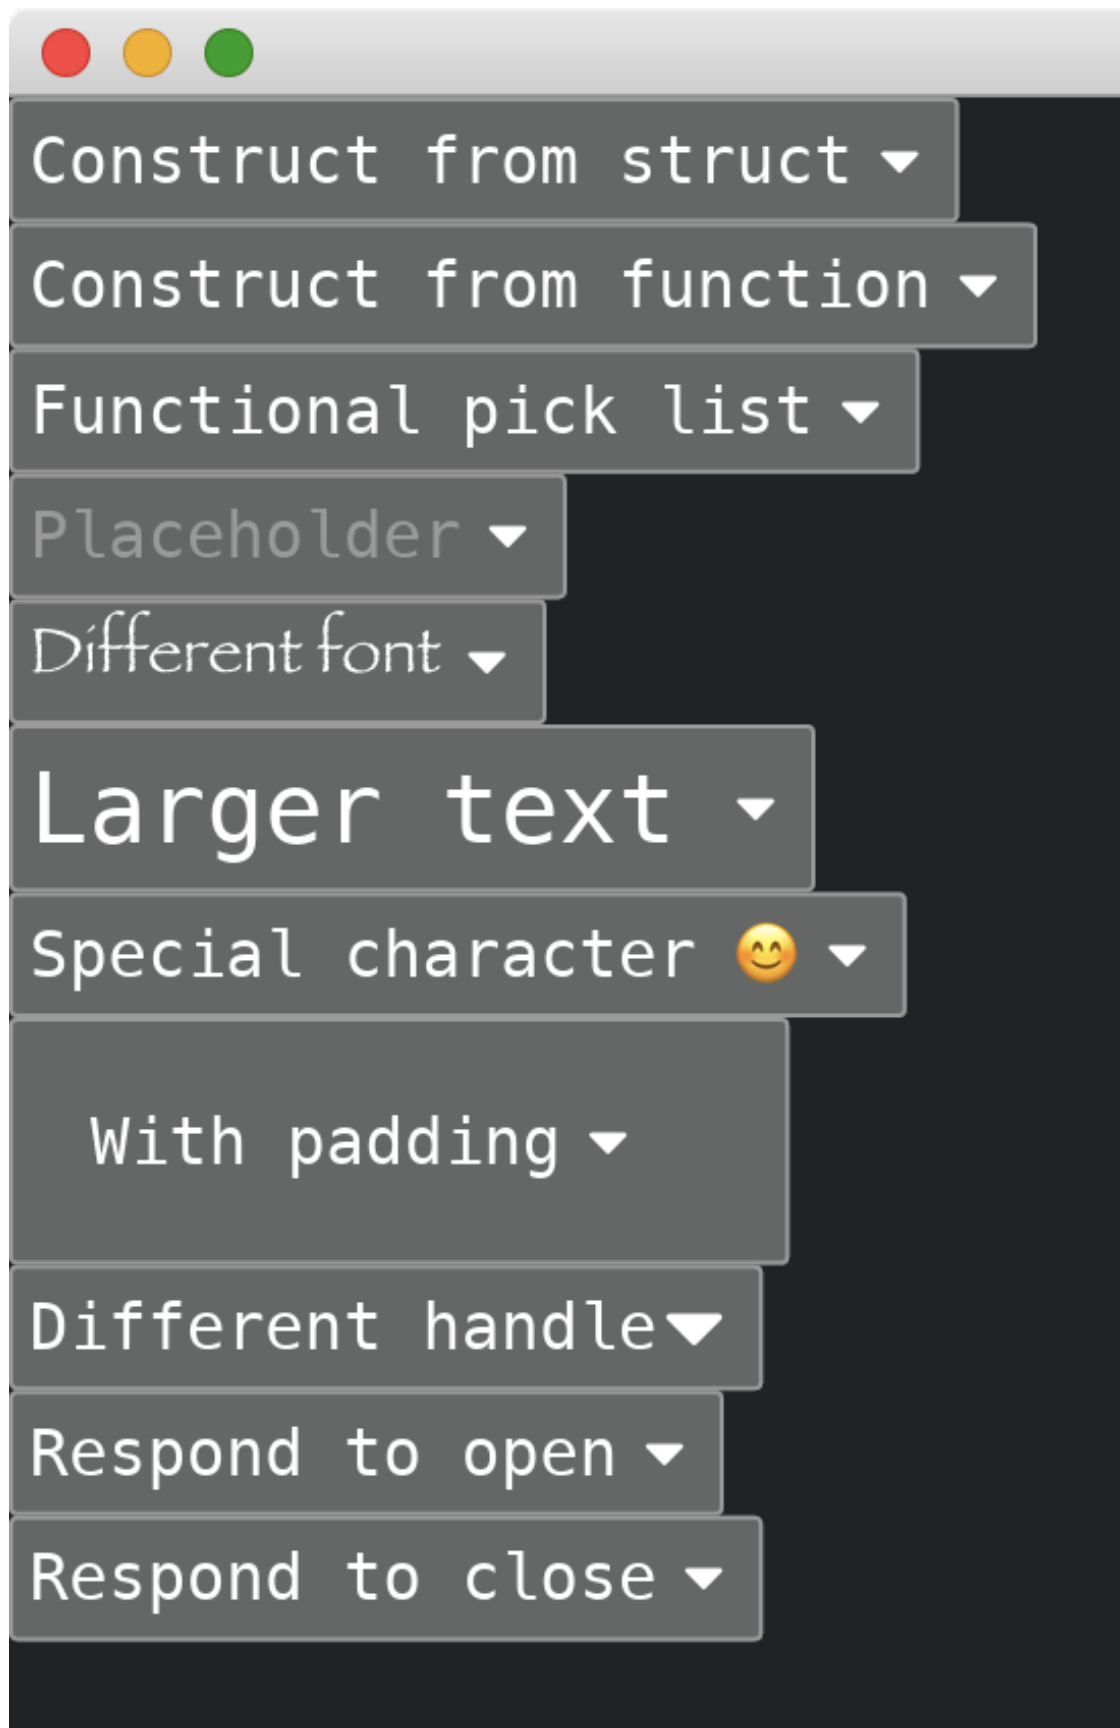 Construct from struct
Construct from function
Functional pick list
Placeholder
Different font
Larger text
Special character 😊
With padding
Different handle
Respond to open
Respond to close